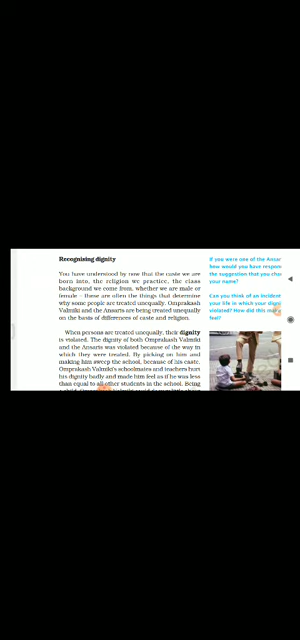 Recognising dignity
You have understood by now that the caste we are
born into, the religion we practice, the class
background we come from, whether we are male or
female – these are often the things that determine
why some people are treated unequally. Omprakash
Valmiki and the Ansaris are being treated unequally
on the basis of differences of caste and religion.
When persons are treated unequally, their dignity
is violated. The dignity of both Omprakash Valmiki
and the Ansaris was violated because of the way in
which they were treated. By picking on him and
making him sweep the school, because of his caste,
Omprakash Valmiki's schoolmates and teachers hurt
his dignity badly and made him feel as if he was less
than equal to all other students in the school. Being
If you were one of the Ansar
how would you have respon
the suggestion that you cha
your name?
Can you think of an incident
your life in which your digni
violated? How did this mak
feel?